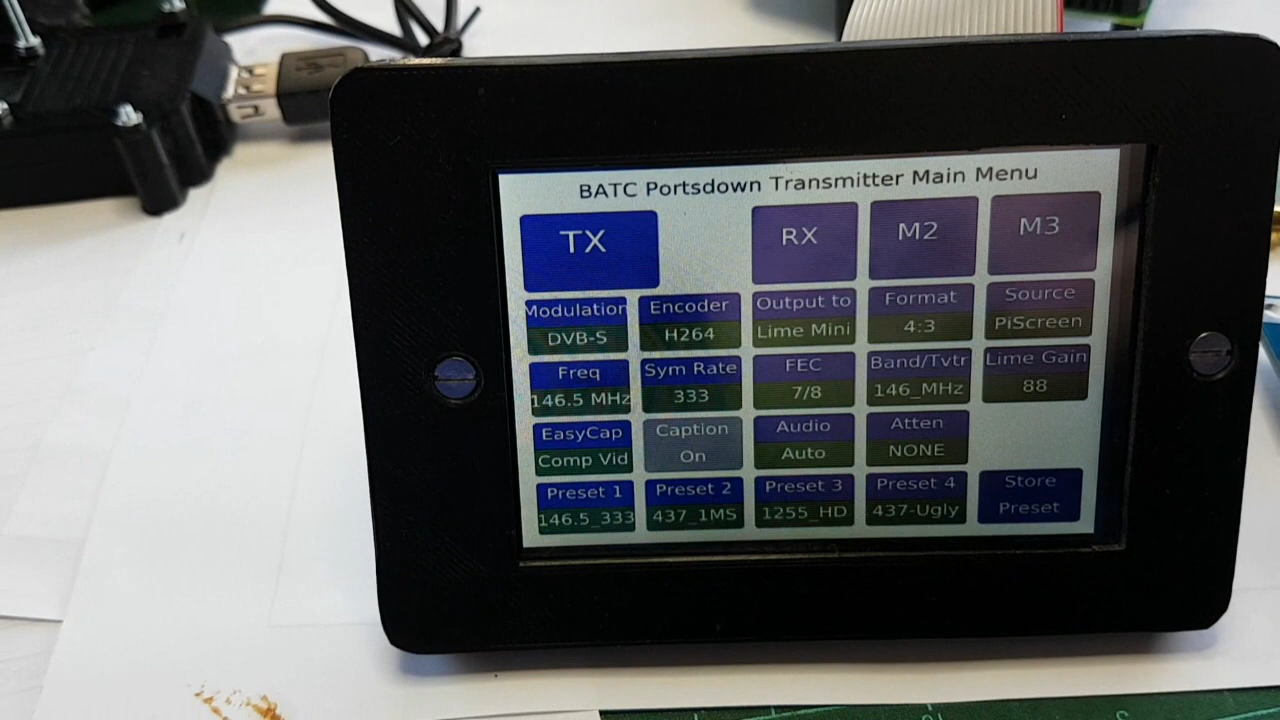 BATC Portsdown Transmitter Main Menu
TX RX M2 M3
Modulation Encoder Output to Format Source
DVB-S H264 Lime Mini 4:3 PiScreen
Freq Sym Rate FEC Band/Tvtr Lime Gain
146.5 MHz 333 7/8 146_MHz 88
EasyCap Caption Audio Atten
Comp Vid On Auto NONE
Preset 1 Preset 2 Preset 3 Preset 4 Store
146.5_333 437_1MS 1255_HD 437-Ugly Preset